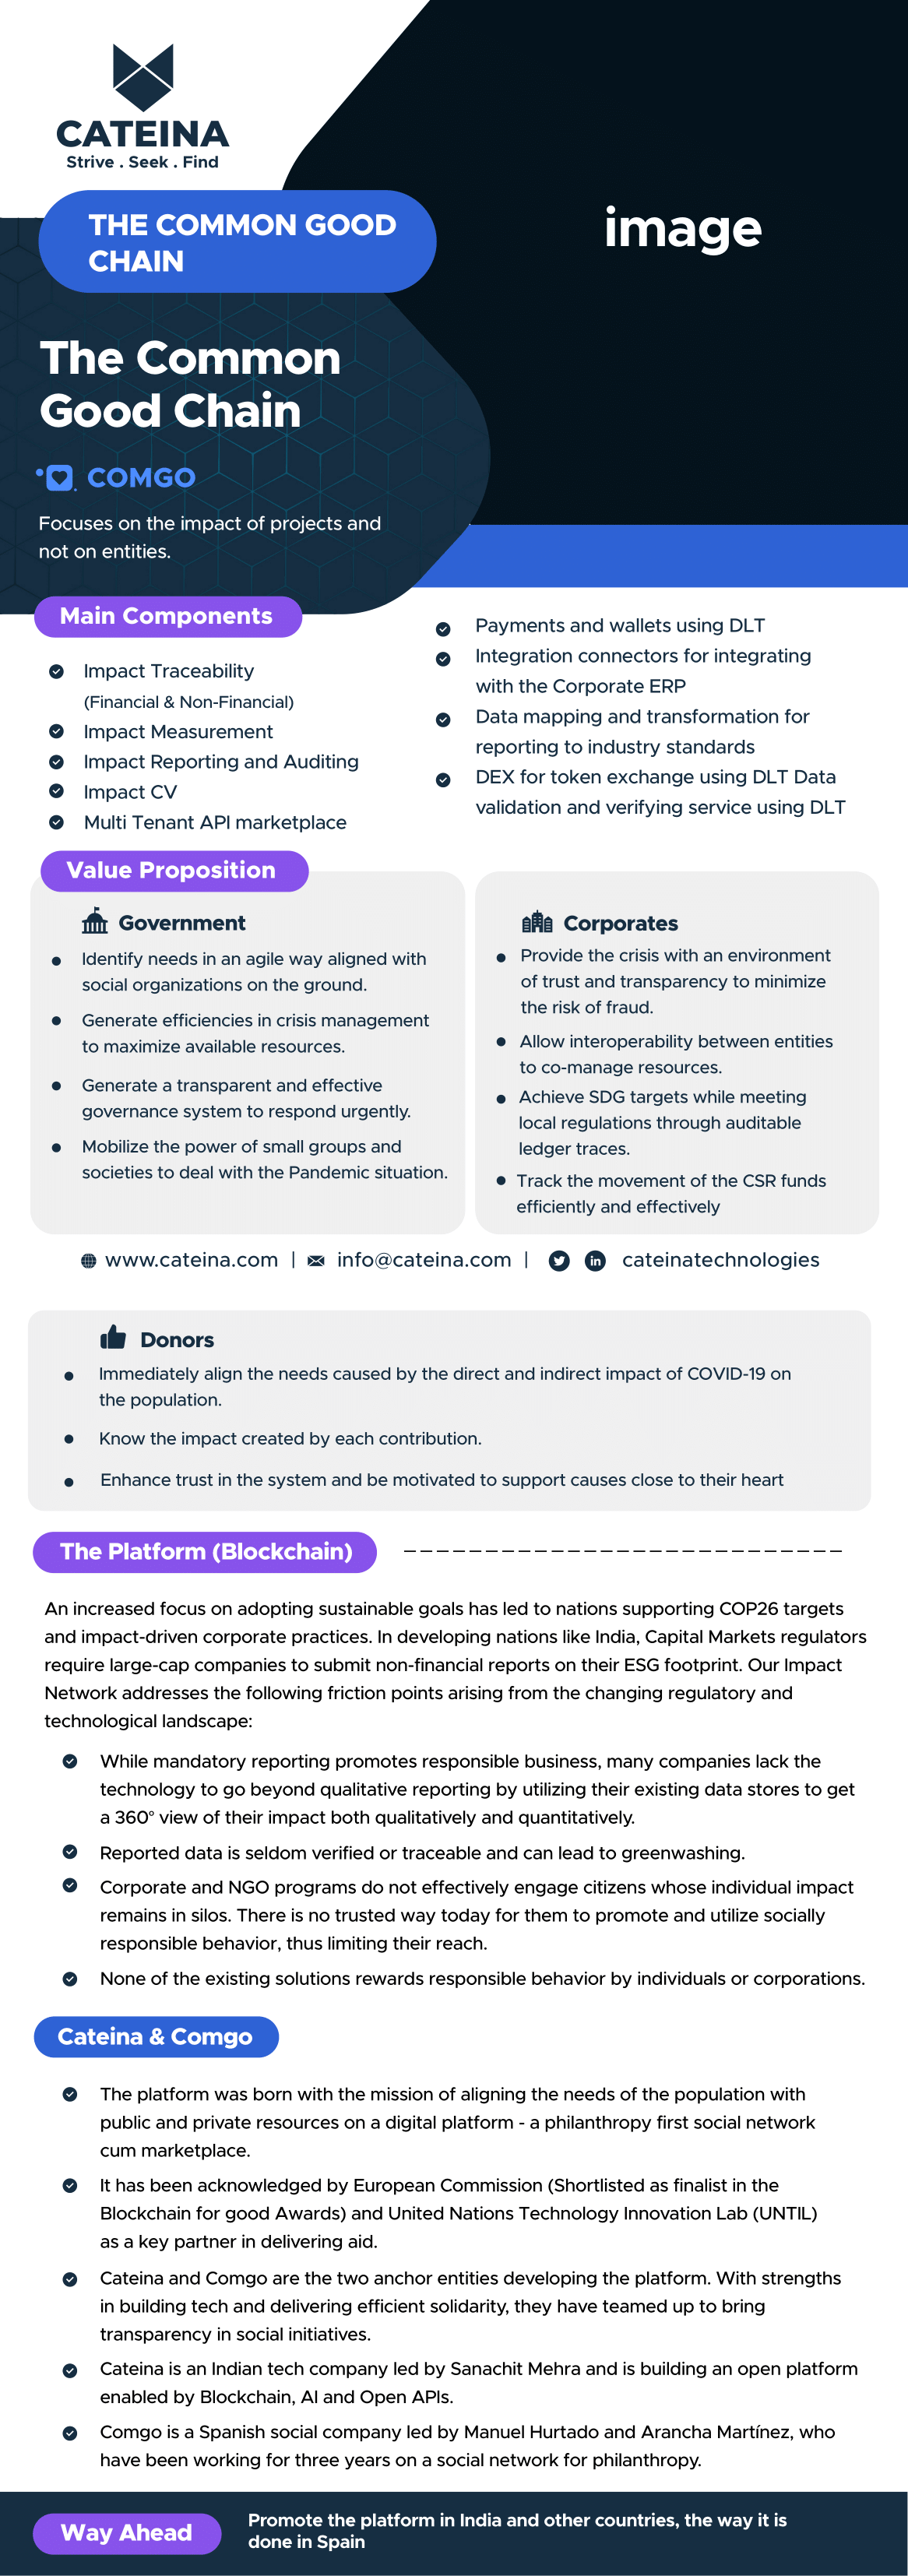 CATEINA
Strive . Seek . Find
image
THE COMMON GOOD
CHAIN
The Common
Good Chain
COMGO
Focuses on the impact of projects and
not on entities.
Main Components
Impact Traceability
(Financial & Non-Financial)
Impact Measurement
Impact Reporting and Auditing
Impact CV
Multi Tenant API marketplace
Payments and wallets using DLT
Integration connectors for integrating
with the Corporate ERP
Data mapping and transformation for
reporting to industry standards
DEX for token exchange using DLT Data
validation and verifying service using DLT
Value Proposition
Government
Identify needs in an agile way aligned with
social organizations on the ground.
Generate efficiencies in crisis management
to maximize available resources.
Generate a transparent and effective
governance system to respond urgently.
Mobilize the power of small groups and
societies to deal with the Pandemic situation.
Corporates
Provide the crisis with an environment
of trust and transparency to minimize
the risk of fraud.
Allow interoperability between entities
to co-manage resources.
Achieve SDG targets while meeting
local regulations through auditable
ledger traces.
Track the movement of the CSR funds
efficiently and effectively
www.cateina.com | info@cateina.com | in cateinatechnologies
Donors
Immediately align the needs caused by the direct and indirect impact of COVID-19 on
the population.
Know the impact created by each contribution.
Enhance trust in the system and be motivated to support causes close to their heart
The Platform (Blockchain)
An increased focus on adopting sustainable goals has led to nations supporting COP26 targets
and impact-driven corporate practices. In developing nations like India, Capital Markets regulators
require large-cap companies to submit non-financial reports on their ESG footprint. Our Impact
Network addresses the following friction points arising from the changing regulatory and
technological landscape:
While mandatory reporting promotes responsible business, many companies lack the
technology to go beyond qualitative reporting by utilizing their existing data stores to get
a 360° view of their impact both qualitatively and quantitatively.
Reported data is seldom verified or traceable and can lead to greenwashing.
Corporate and NGO programs do not effectively engage citizens whose individual impact
remains in silos. There is no trusted way today for them to promote and utilize socially
responsible behavior, thus limiting their reach.
None of the existing solutions rewards responsible behavior by individuals or corporations.
Cateina & Comgo
The platform was born with the mission of aligning the needs of the population with
public and private resources on a digital platform - a philanthropy first social network
cum marketplace.
It has been acknowledged by European Commission (Shortlisted as finalist in the
Blockchain for good Awards) and United Nations Technology Innovation Lab (UNTIL)
as a key partner in delivering aid.
Cateina and Comgo are the two anchor entities developing the platform. With strengths
in building tech and delivering efficient solidarity, they have teamed up to bring
transparency in social initiatives.
Cateina is an Indian tech company led by Sanachit Mehra and is building an open platform
enabled by Blockchain, AI and Open APIs.
Comgo is a Spanish social company led by Manuel Hurtado and Arancha Martínez, who
have been working for three years on a social network for philanthropy.
Way Ahead
Promote the platform in India and other countries, the way it is
done in Spain